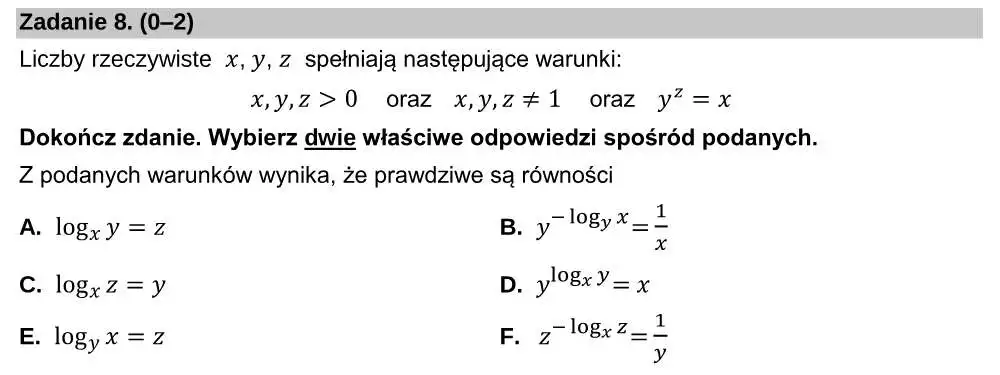 Zadanie 8. (0–2)
Liczby rzeczywiste x, y, z spełniają następujące warunki:
x, y, z > 0 oraz x, y, z ≠ 1 oraz y^z = x
Dokończ zdanie. Wybierz dwie właściwe odpowiedzi spośród podanych.
Z podanych warunków wynika, że prawdziwe są równości
A. log_x y = z B. y^(−log_y x) = 1/x
C. log_x z = y D. y^(log_x y) = x
E. log_y x = z F. z^(−log_x z) = 1/y